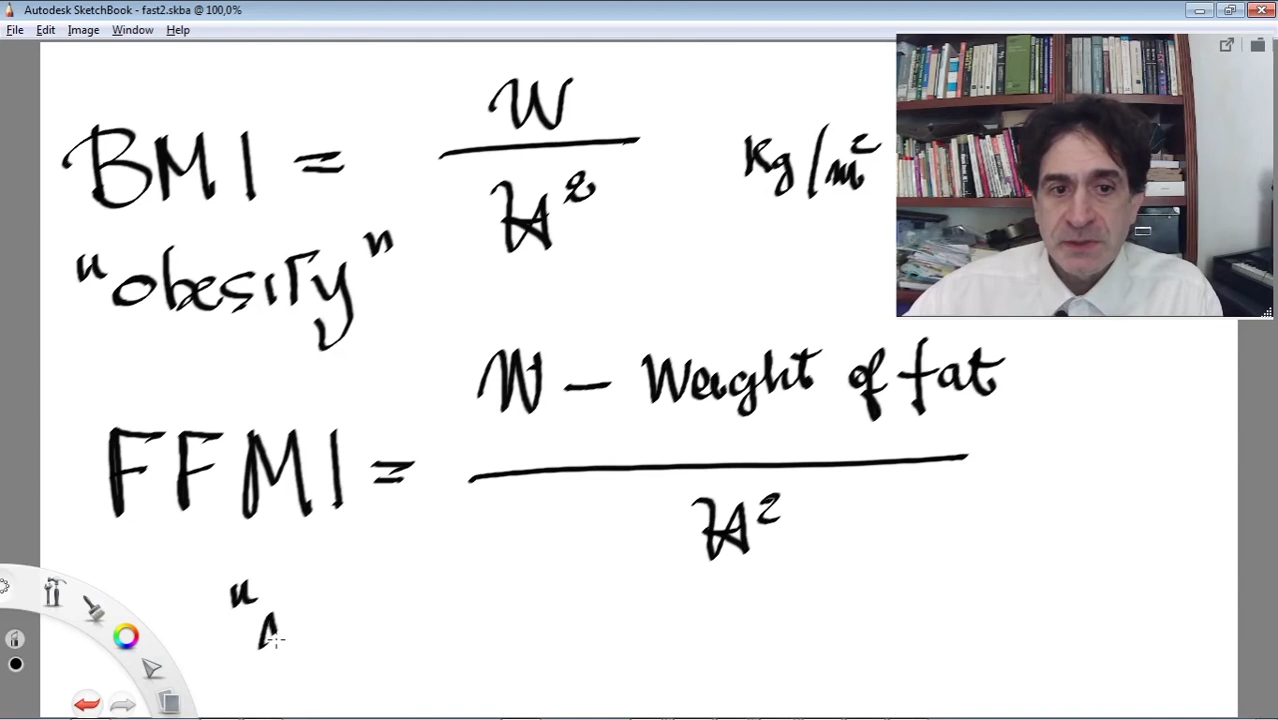 Autodesk SketchBook - fast2.skba @ 100,0%
File Edit Image Window Help
BMI = W / H² Kg/m²
"obesity"
FFMI = W - Weight of fat / H²
"